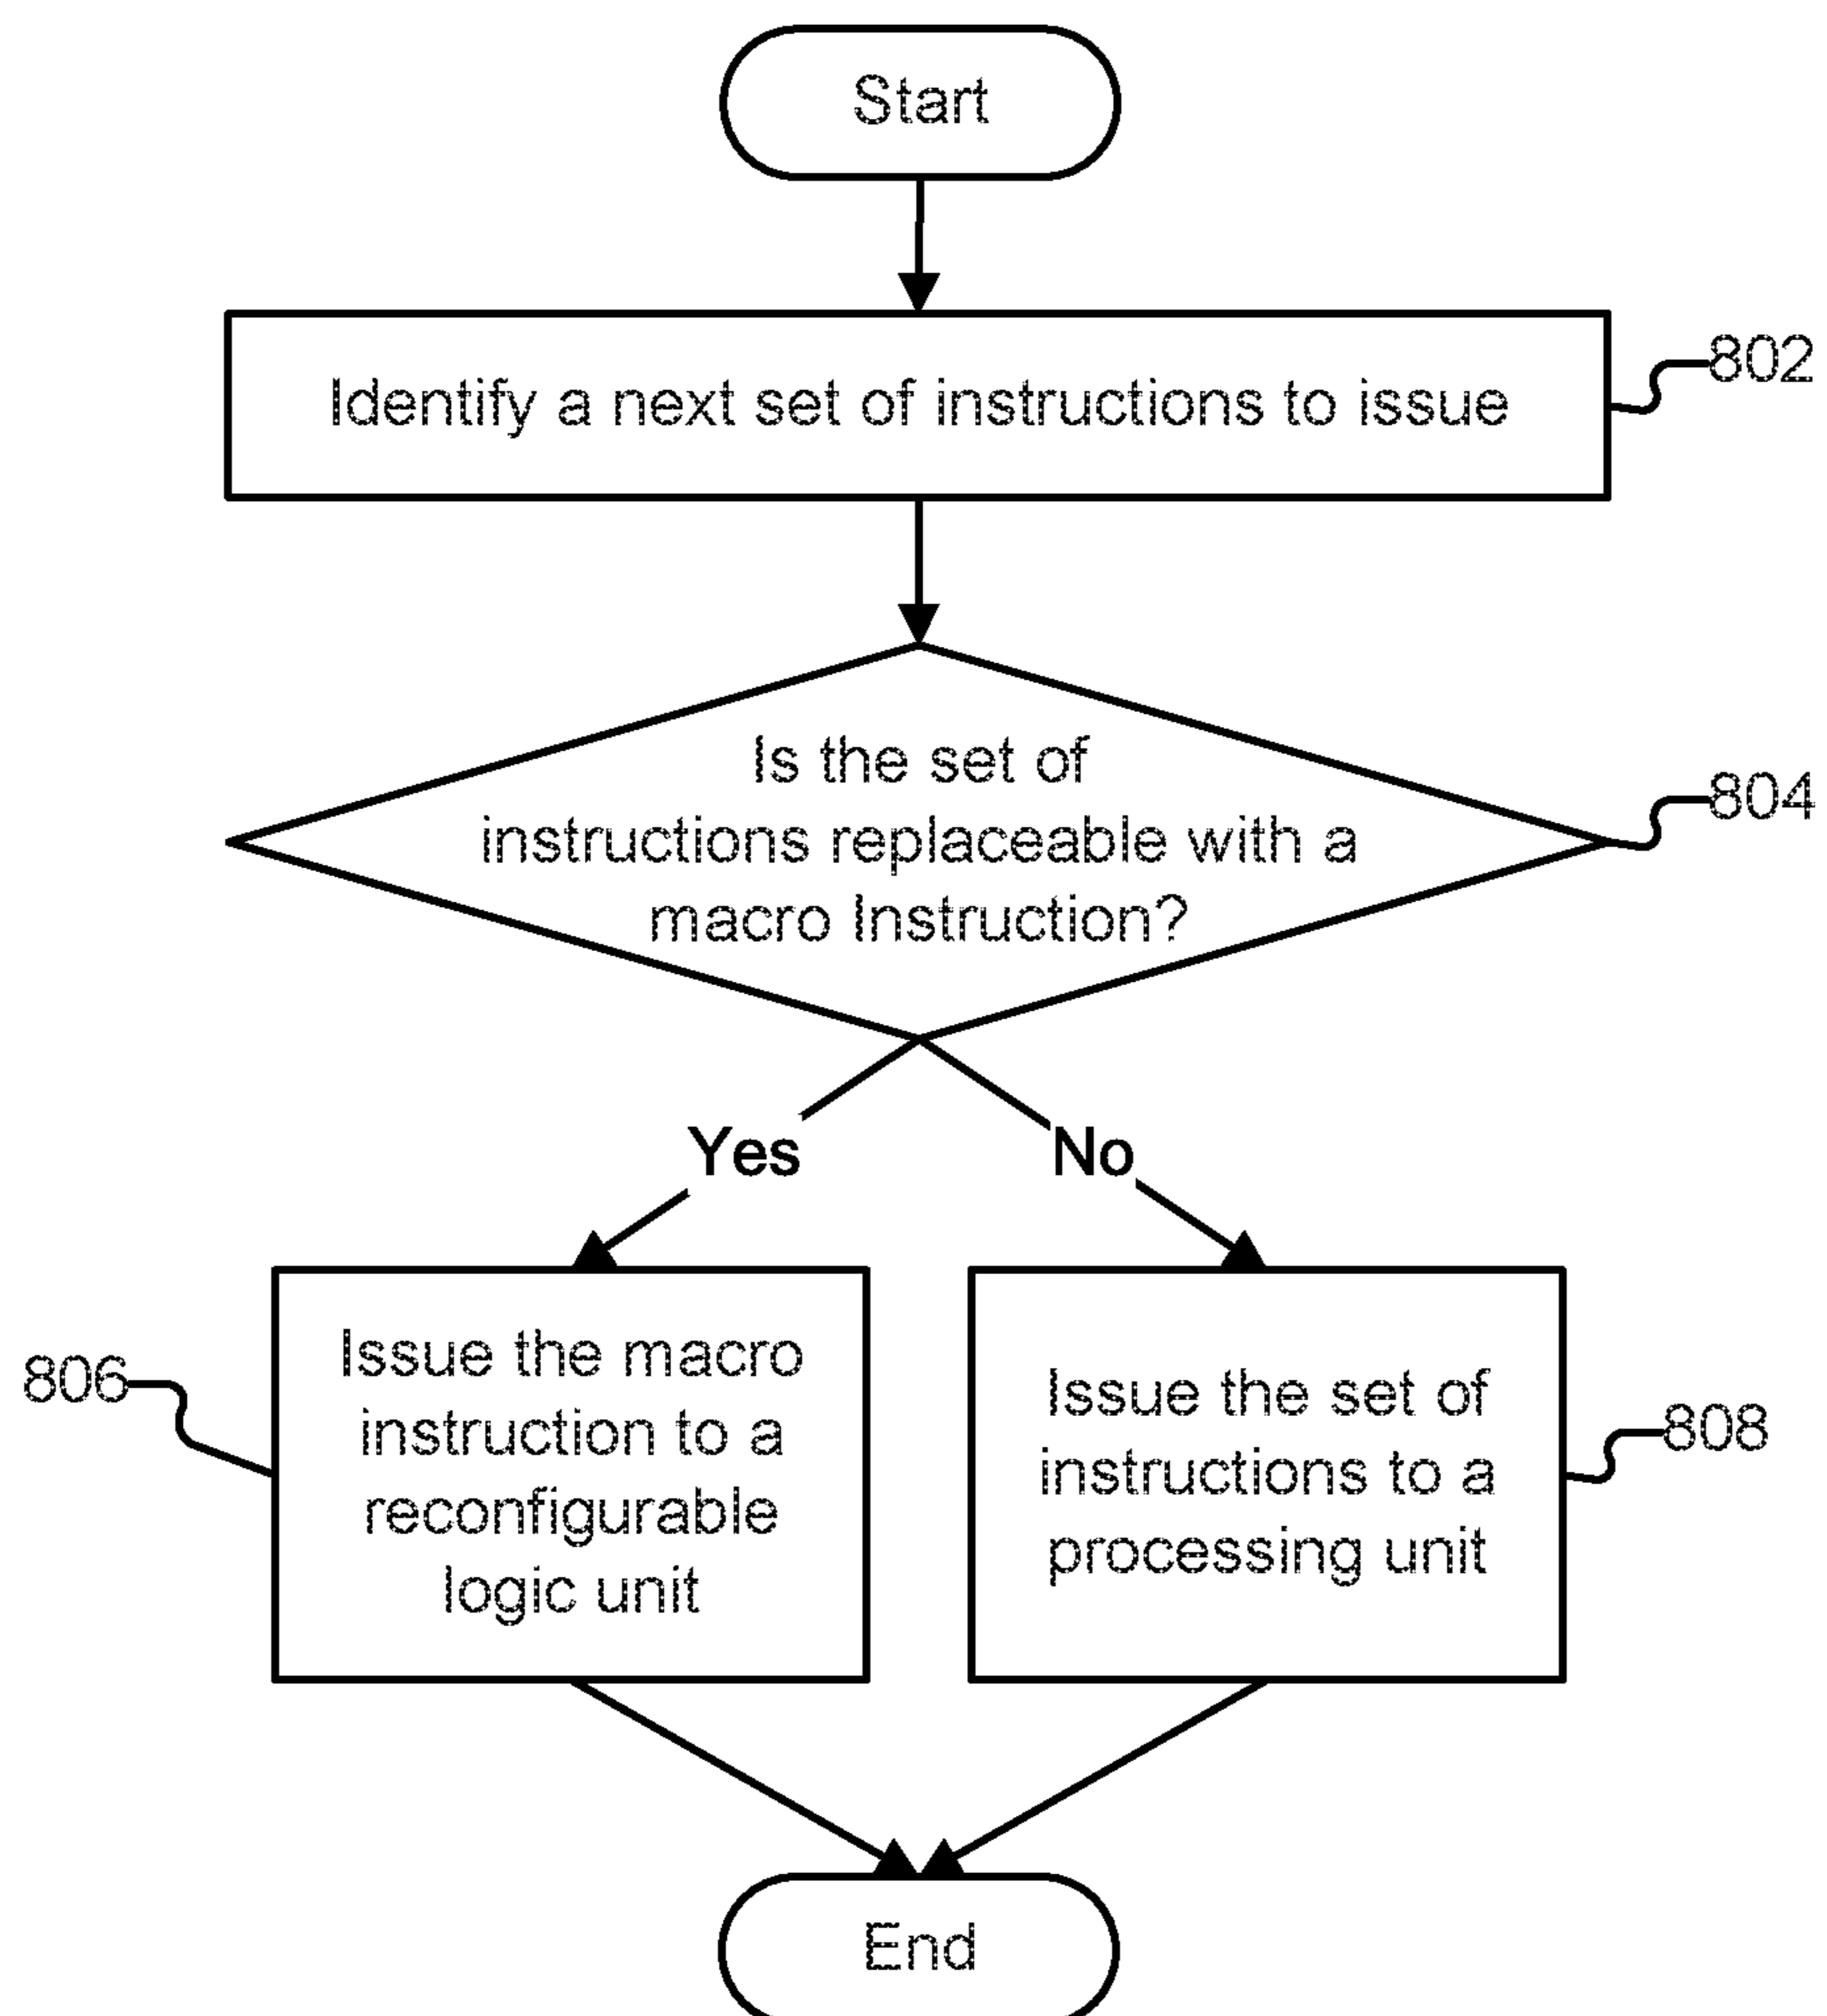 Start
Identify a next set of instructions to issue
802
Is the set of
instructions replaceable with a
macro Instruction?
804
Yes
No
806
Issue the macro
instruction to a
reconfigurable
logic unit
Issue the set of
instructions to a
processing unit
808
End